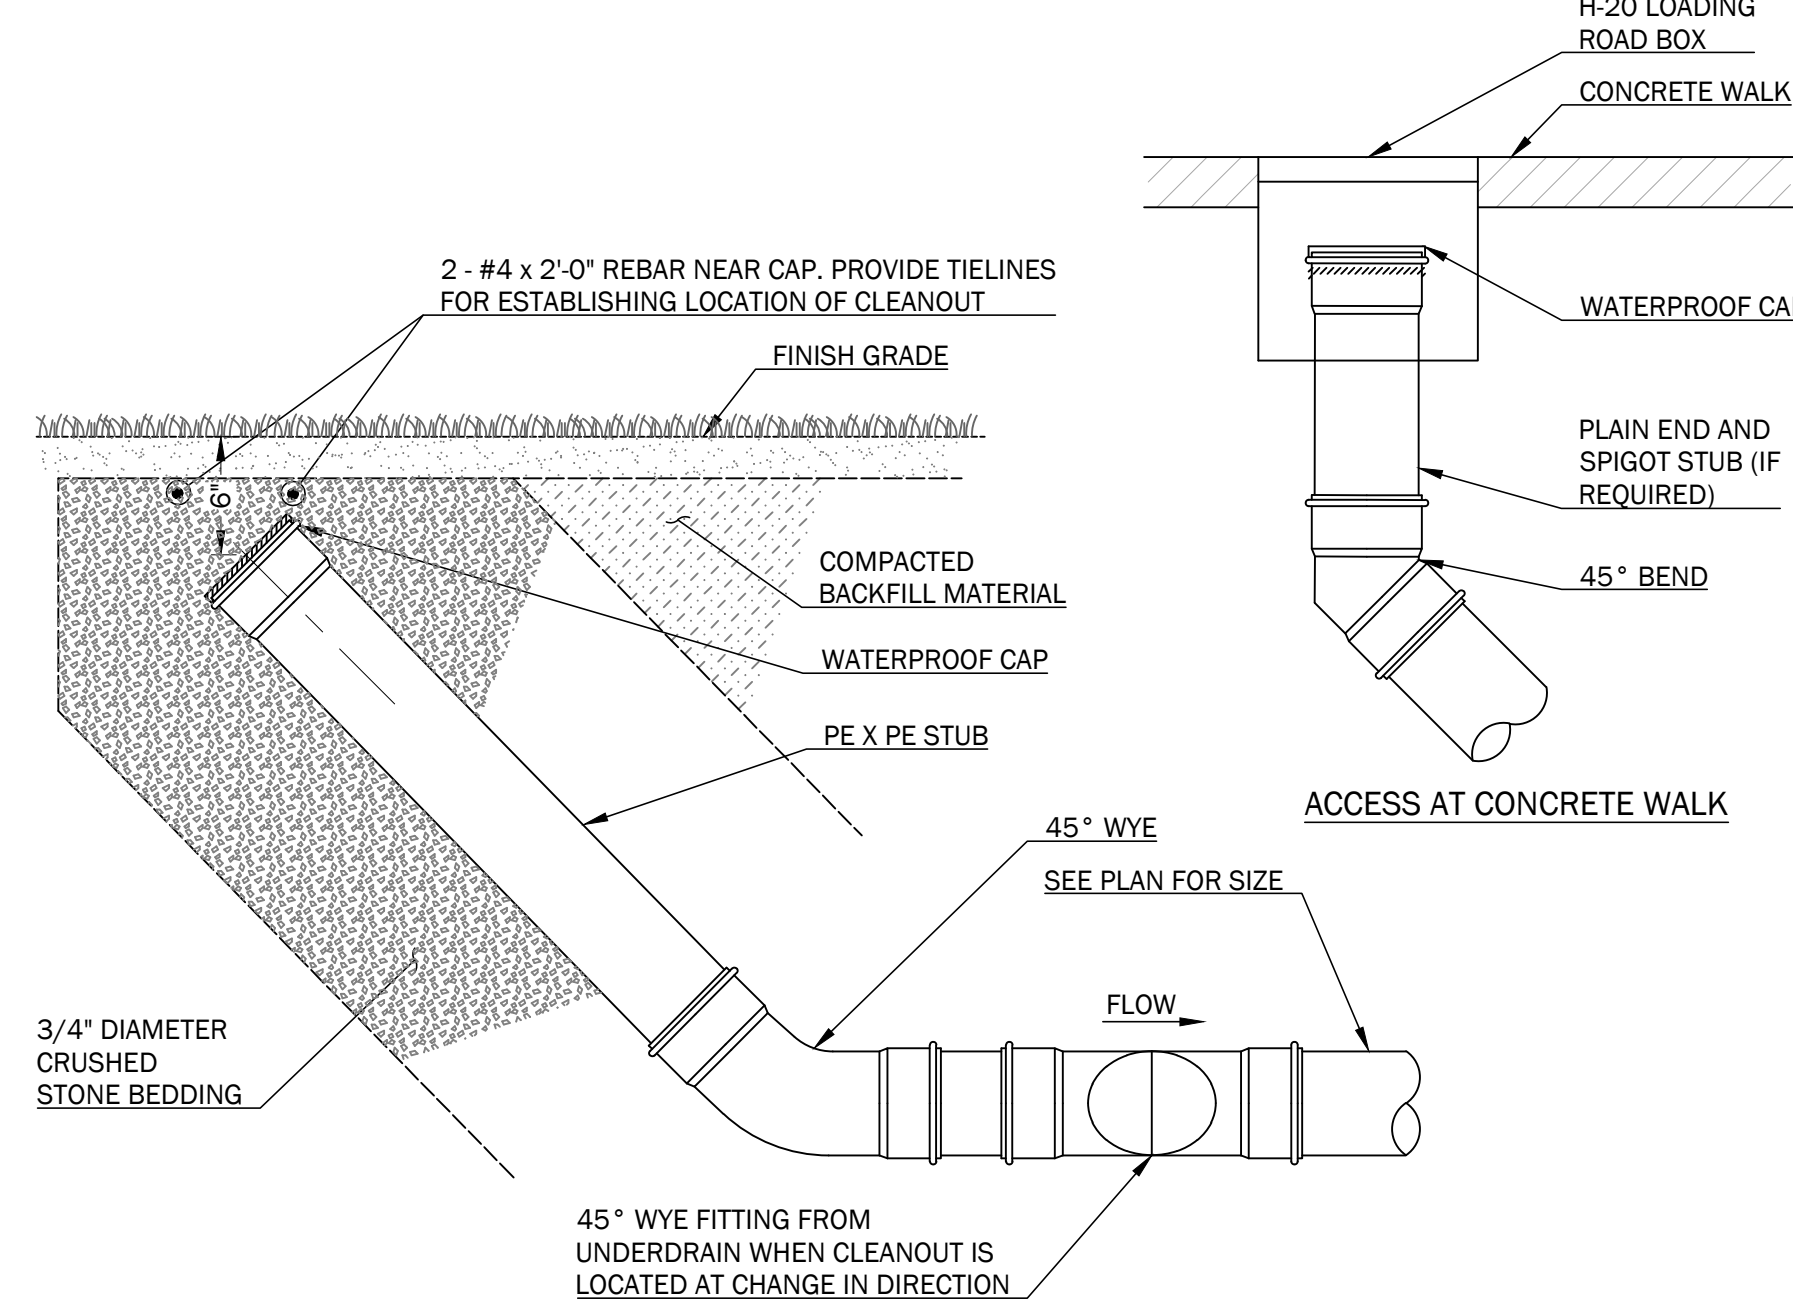 H-20 LOADING
ROAD BOX
CONCRETE WALK
2 - #4 x 2'-0" REBAR NEAR CAP. PROVIDE TIELINES
FOR ESTABLISHING LOCATION OF CLEANOUT
FINISH GRADE
WATERPROOF CA
6"
PLAIN END AND
SPIGOT STUB (IF
REQUIRED)
COMPACTED
BACKFILL MATERIAL
45° BEND
WATERPROOF CAP
PE X PE STUB
ACCESS AT CONCRETE WALK
45° WYE
SEE PLAN FOR SIZE
FLOW
3/4" DIAMETER
CRUSHED
STONE BEDDING
45° WYE FITTING FROM
UNDERDRAIN WHEN CLEANOUT IS
LOCATED AT CHANGE IN DIRECTION